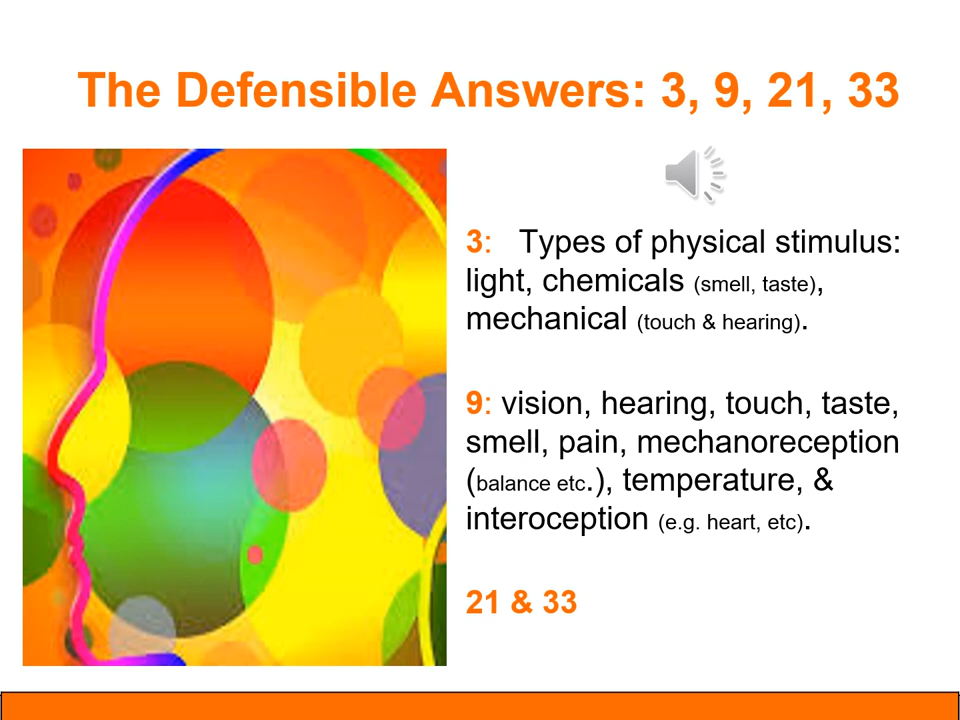 The Defensible Answers: 3, 9, 21, 33
3: Types of physical stimulus:
light, chemicals (smell, taste),
mechanical (touch & hearing).
9: vision, hearing, touch, taste,
smell, pain, mechanoreception
(balance etc.), temperature, &
interoception (e.g. heart, etc).
21 & 33